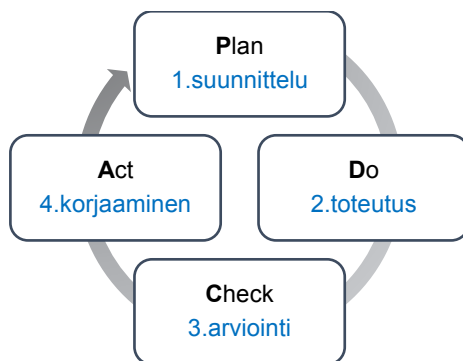 Plan
1.suunnittelu
Do
2.toteutus
Check
3.arviointi
Act
4.korjaaminen